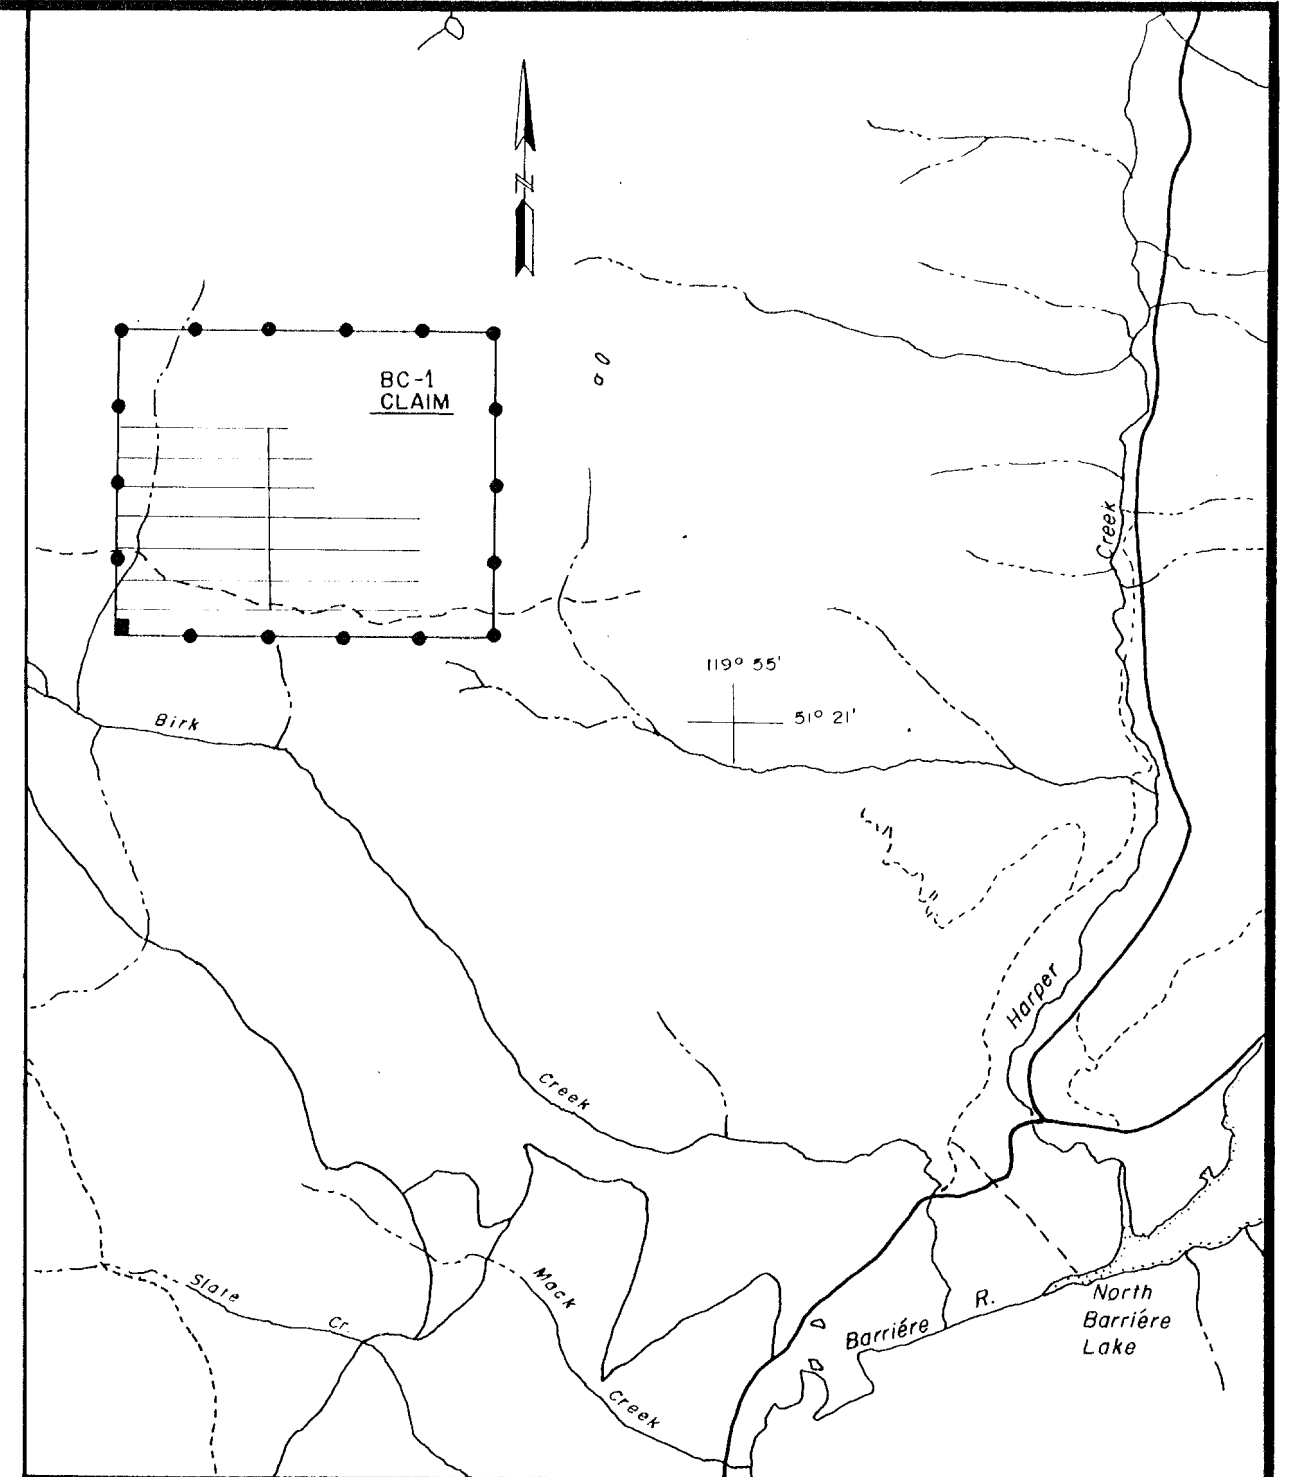 N
BC-1
CLAIM
Creek
119° 55'
51° 21'
Birk
Harper
Creek
Slate
Cr.
Mack
Creek
Barriére
R.
North
Barriére
Lake